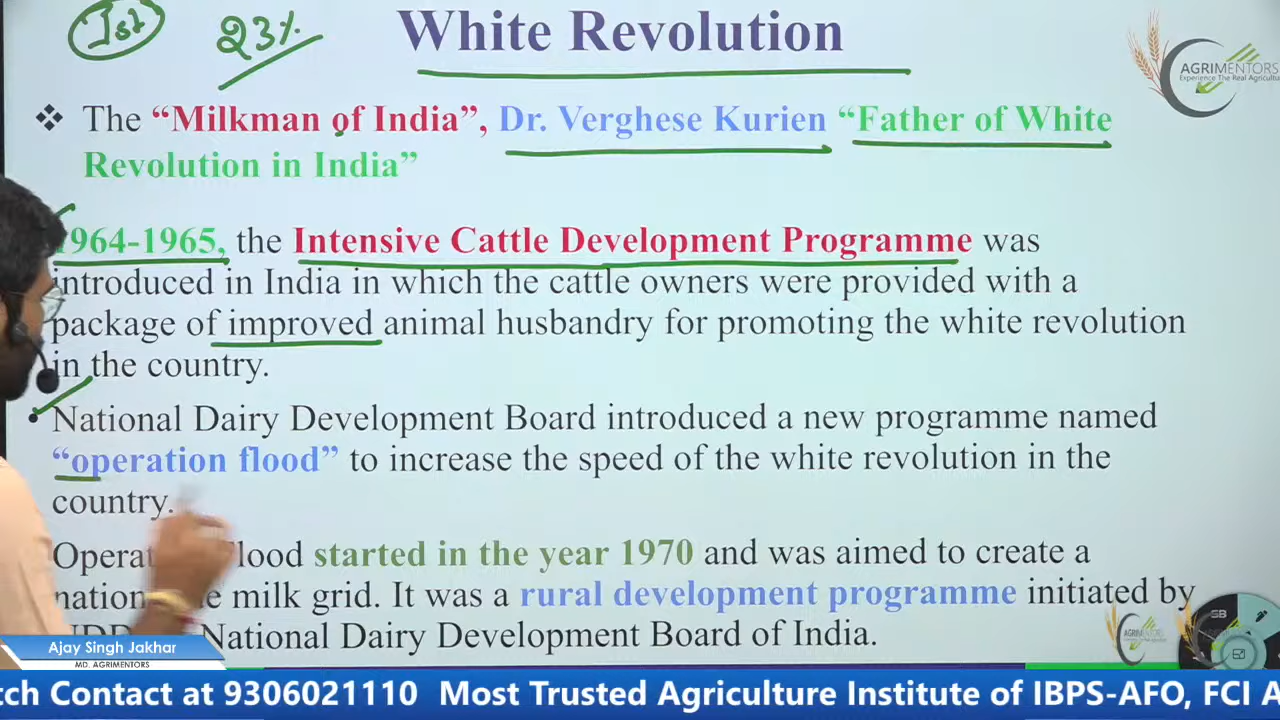 Ist 23% White Revolution
AGRIMENTORS
Experience The Real Agricultu
❖ The “Milkman of India”, Dr. Verghese Kurien “Father of White
Revolution in India”
1964-1965, the Intensive Cattle Development Programme was
introduced in India in which the cattle owners were provided with a
package of improved animal husbandry for promoting the white revolution
in the country.
• National Dairy Development Board introduced a new programme named
“operation flood” to increase the speed of the white revolution in the
country.
Flood started in the year 1970 and was aimed to create a
milk grid. It was a rural development programme initiated by
National Dairy Development Board of India.
SB
AGRIMENTORS
Ajay Singh Jakhar
MD. AGRIMENTORS
tch Contact at 9306021110 Most Trusted Agriculture Institute of IBPS-AFO, FCI A